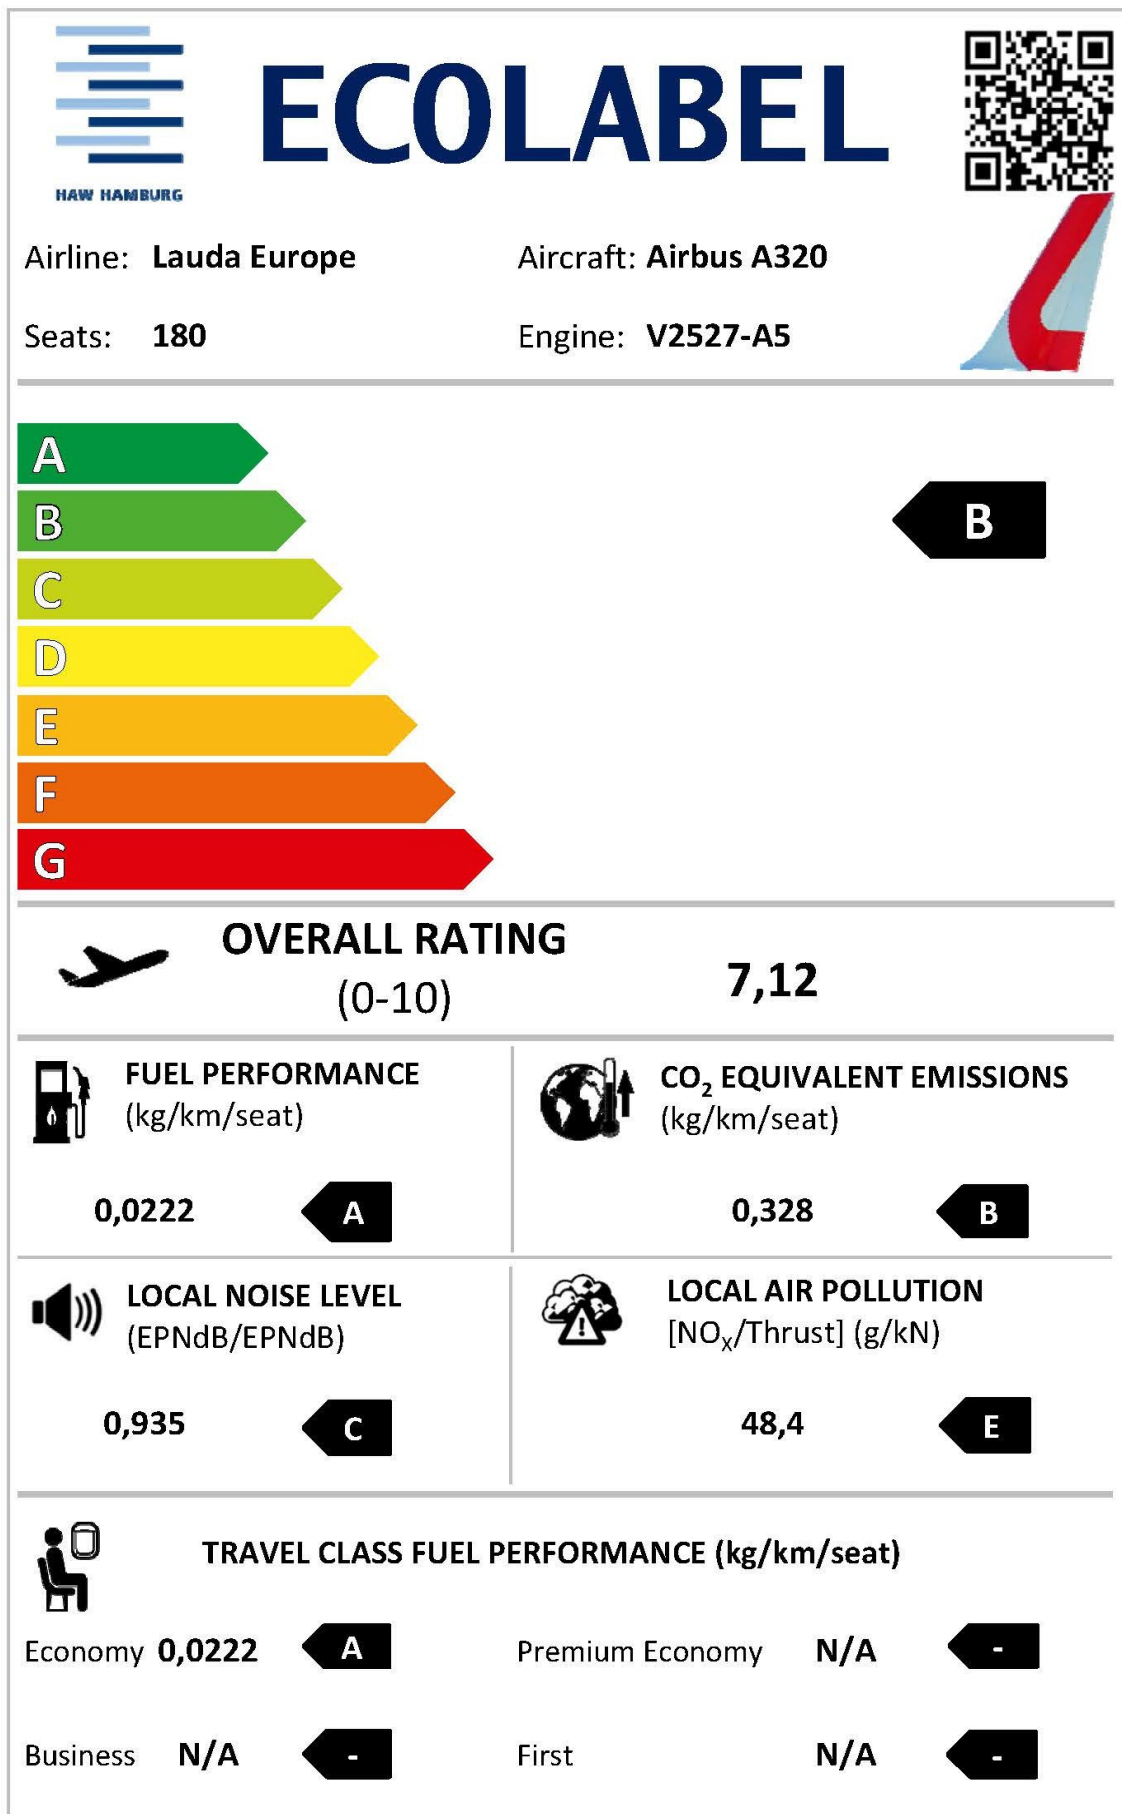 ECOLABEL
HAW HAMBURG
Airline: Lauda Europe
Aircraft: Airbus A320
Seats: 180
Engine: V2527-A5
A
B
B
C
D
E
F
G
OVERALL RATING
(0-10)
7,12
FUEL PERFORMANCE
(kg/km/seat)
0,0222 A
CO₂ EQUIVALENT EMISSIONS
(kg/km/seat)
0,328 B
LOCAL NOISE LEVEL
(EPNdB/EPNdB)
0,935 C
LOCAL AIR POLLUTION
[NOₓ/Thrust] (g/kN)
48,4 E
TRAVEL CLASS FUEL PERFORMANCE (kg/km/seat)
Economy 0,0222 A
Premium Economy N/A -
Business N/A -
First N/A -